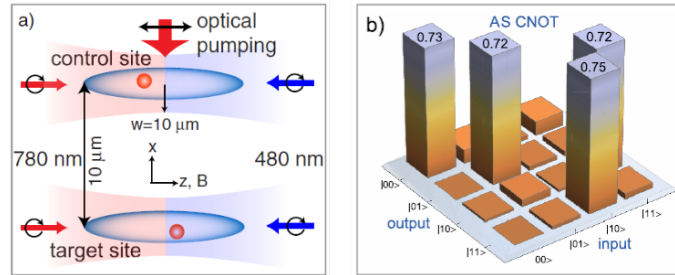 a)
optical
pumping
control site
w=10 μm
780 nm
10 μm
480 nm
x
z, B
target site
b)
AS CNOT
0.73
0.72
0.72
0.75
|00>
|01>
|10>
|11>
output
00>
|01>
|10>
|11>
input